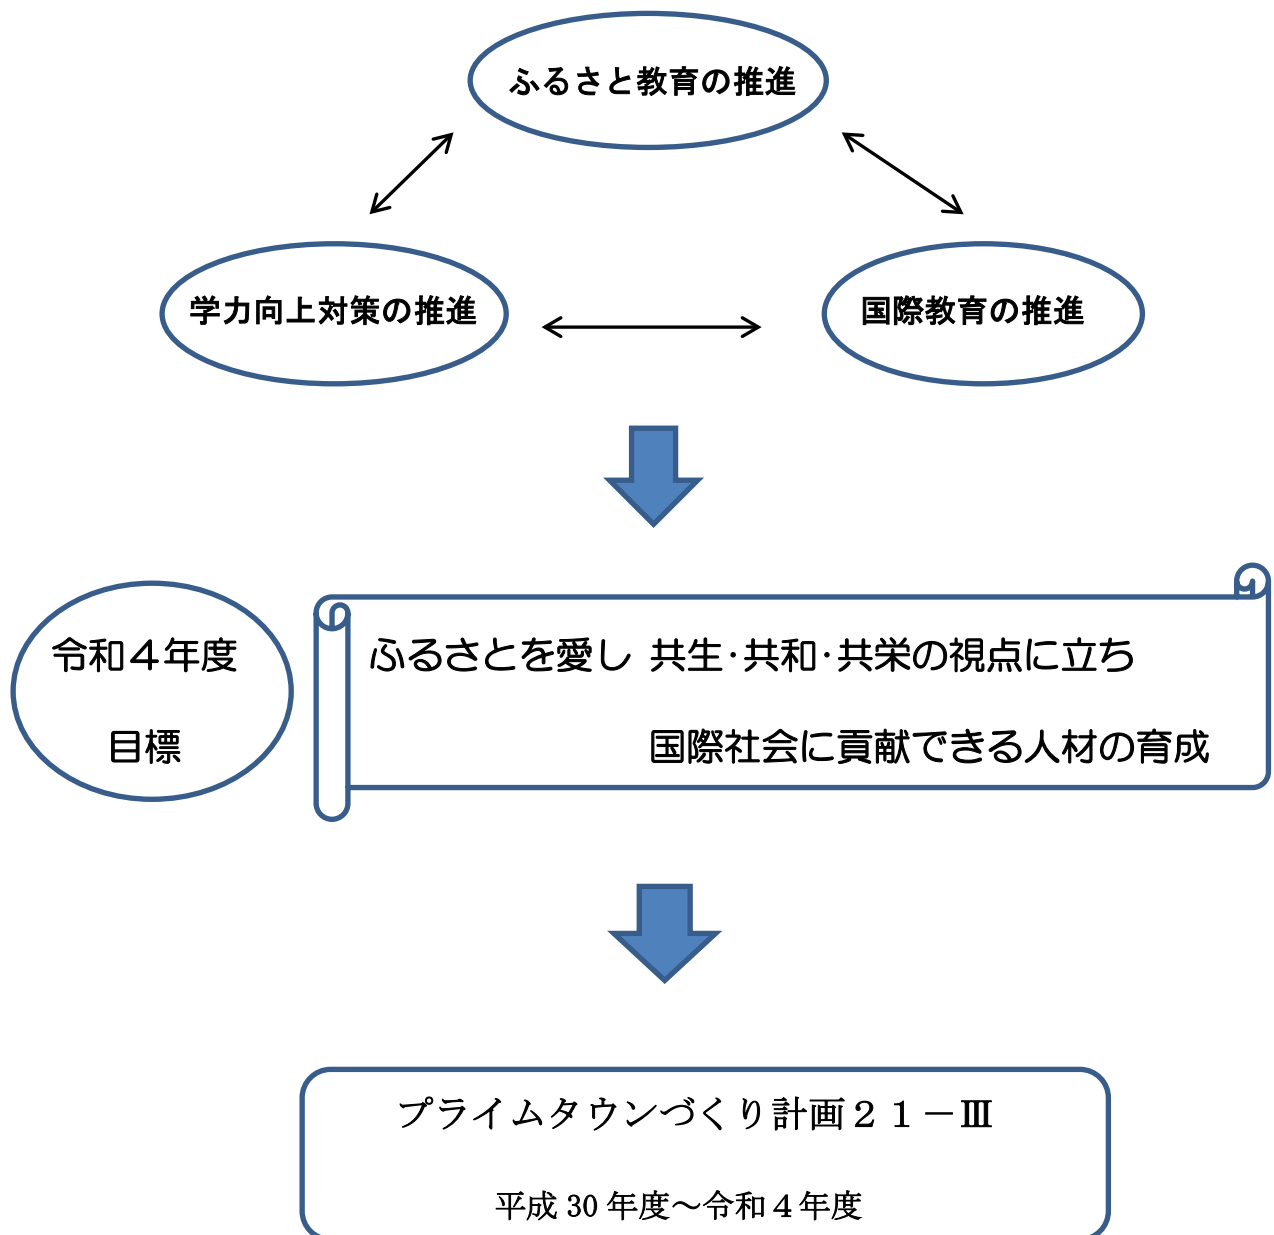 ふるさと教育の推進
学力向上対策の推進
国際教育の推進
令和４年度
目標
ふるさとを愛し 共生･共和･共栄の視点に立ち
国際社会に貢献できる人材の育成
プライムタウンづくり計画２１－Ⅲ
平成 30 年度～令和４年度